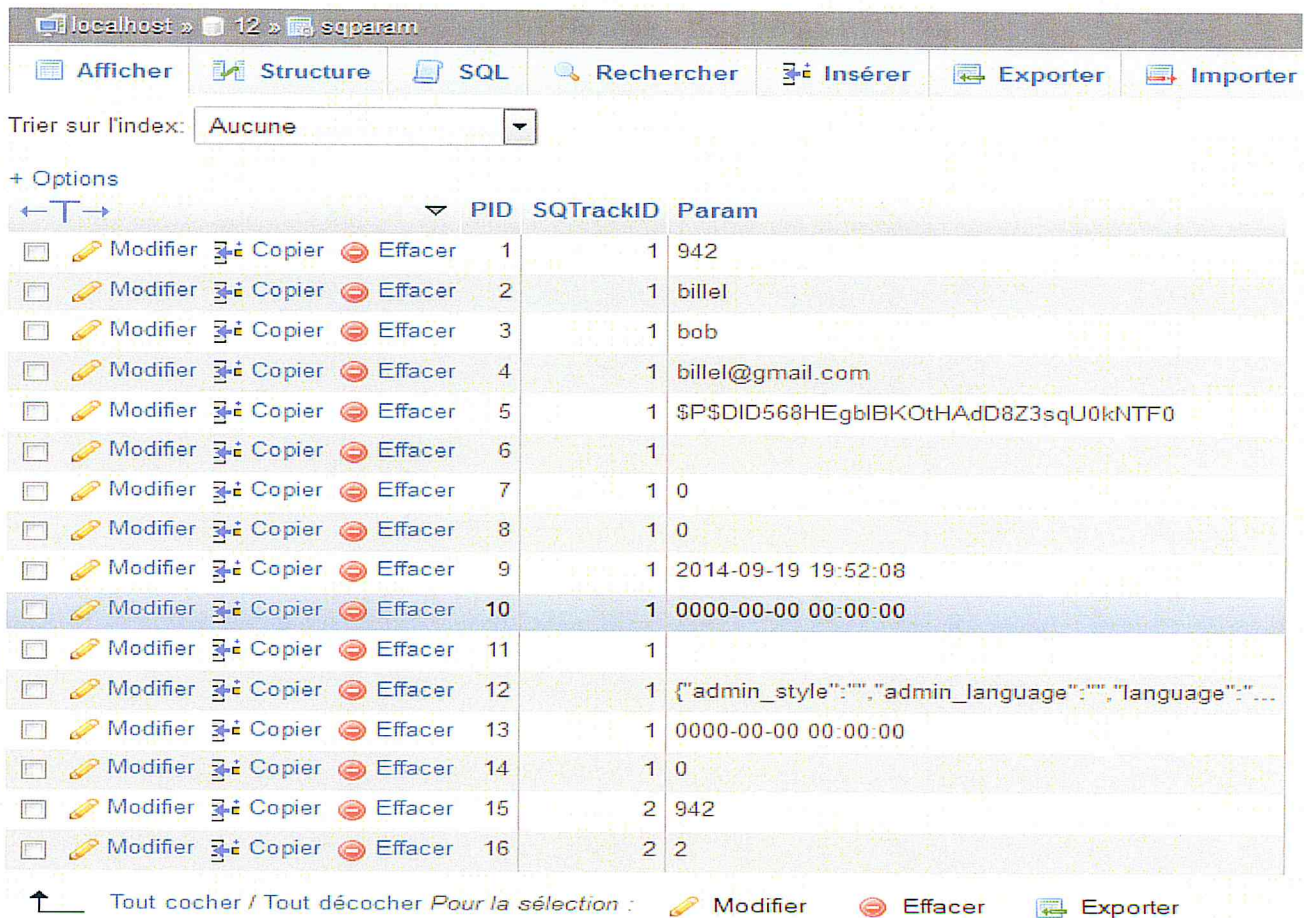 localhost » 12 » sqparam
Afficher Structure SQL Rechercher Insérer Exporter Importer
Trier sur l'index: Aucune
+ Options
←T→ PID SQTrackID Param
Modifier Copier Effacer 1 1 942
Modifier Copier Effacer 2 1 billel
Modifier Copier Effacer 3 1 bob
Modifier Copier Effacer 4 1 billel@gmail.com
Modifier Copier Effacer 5 1 $P$DID568HEgbIBKOtHAdD8Z3sqU0kNTF0
Modifier Copier Effacer 6 1
Modifier Copier Effacer 7 1 0
Modifier Copier Effacer 8 1 0
Modifier Copier Effacer 9 1 2014-09-19 19:52:08
Modifier Copier Effacer 10 1 0000-00-00 00:00:00
Modifier Copier Effacer 11 1
Modifier Copier Effacer 12 1 {"admin_style":"","admin_language":"","language":"...
Modifier Copier Effacer 13 1 0000-00-00 00:00:00
Modifier Copier Effacer 14 1 0
Modifier Copier Effacer 15 2 942
Modifier Copier Effacer 16 2 2
Tout cocher / Tout décocher Pour la sélection : Modifier Effacer Exporter